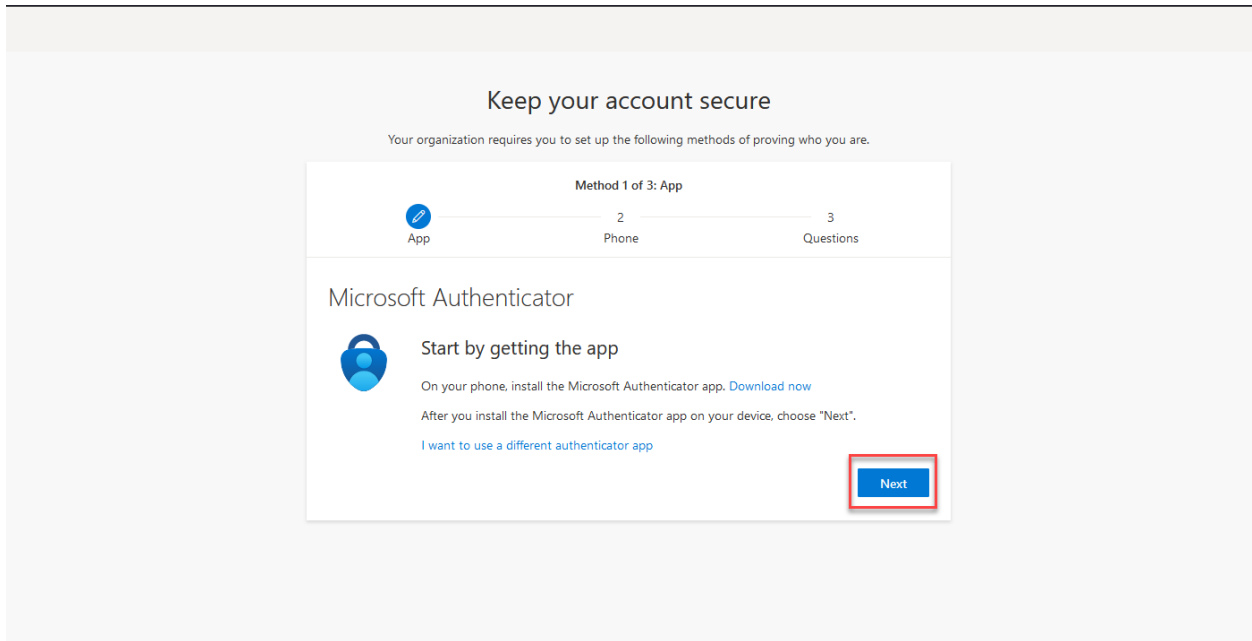 Keep your account secure
Your organization requires you to set up the following methods of proving who you are.
Method 1 of 3: App
2
3
App
Phone
Questions
Microsoft Authenticator
Start by getting the app
On your phone, install the Microsoft Authenticator app. Download now
After you install the Microsoft Authenticator app on your device, choose "Next".
I want to use a different authenticator app
Next